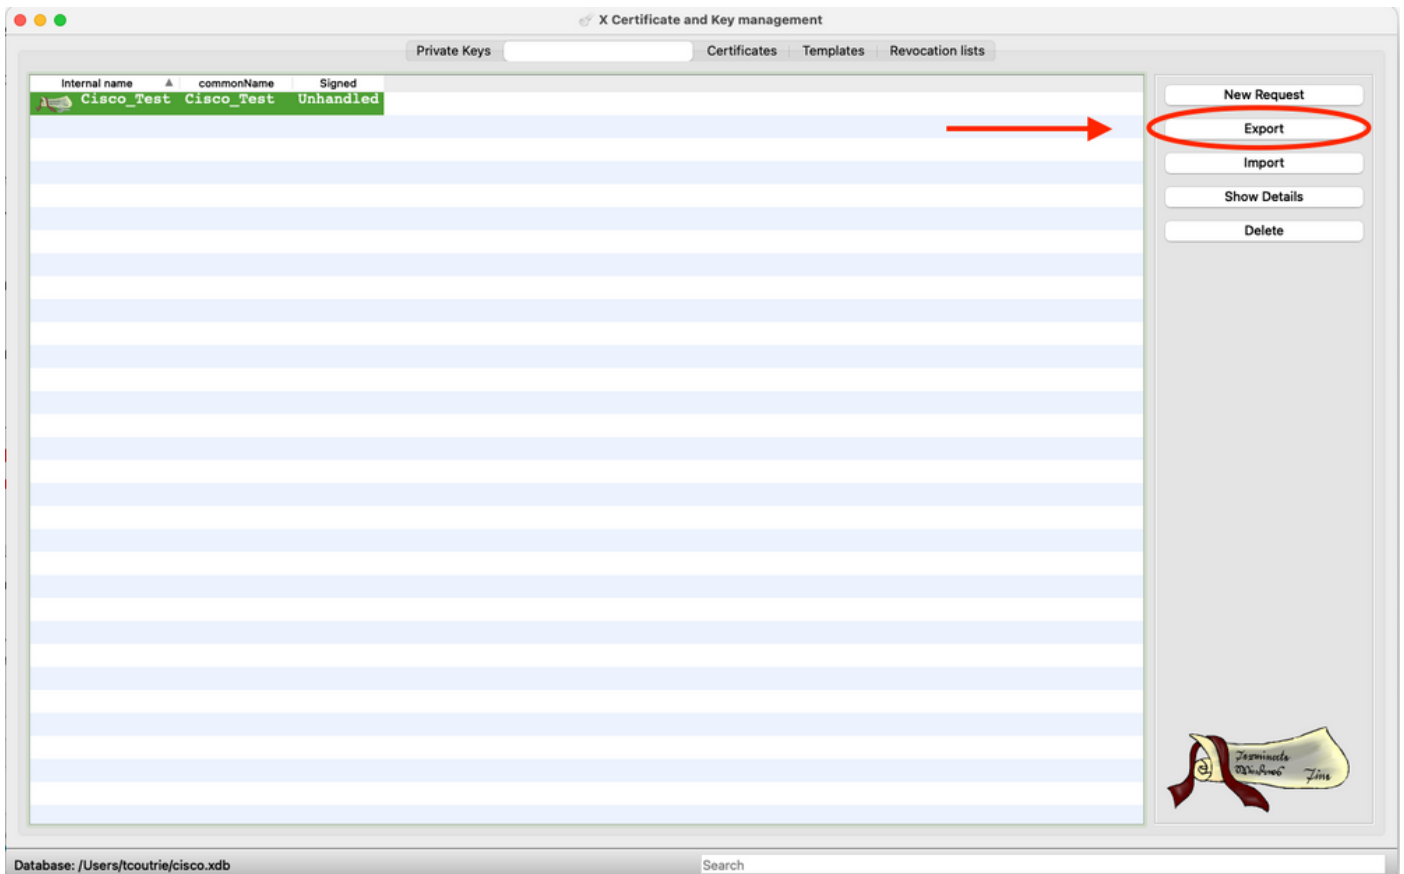 X Certificate and Key management
Private Keys Certificates Templates Revocation lists
Internal name commonName Signed
Cisco_Test Cisco_Test Unhandled
New Request
Export
Import
Show Details
Delete
Database: /Users/tcoutrie/cisco.xdb
Search